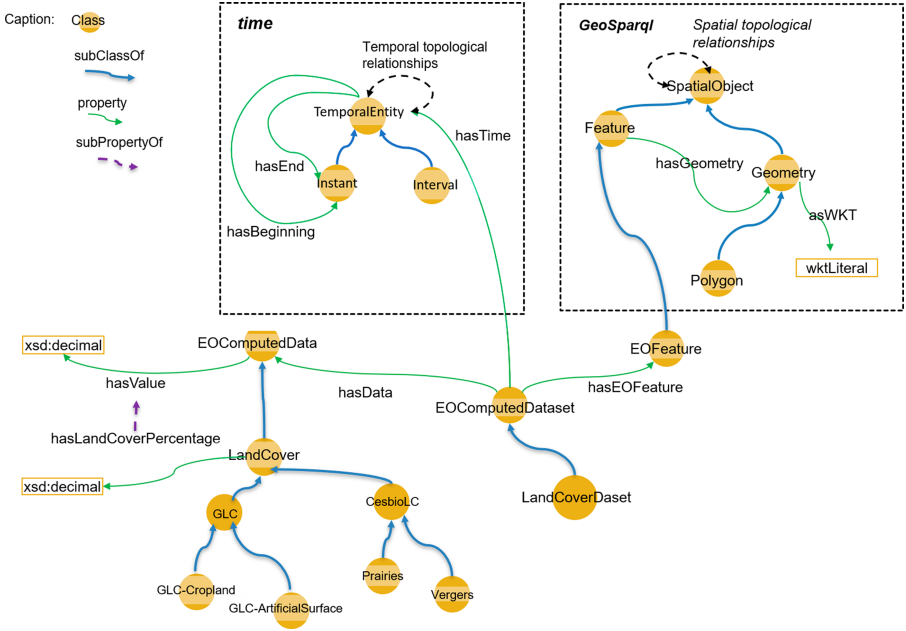 Caption:
Class
subClassOf
property
subPropertyOf
time
Temporal topological
relationships
TemporalEntity
hasTime
hasEnd
Instant
Interval
hasBeginning
GeoSparql
Spatial topological
relationships
SpatialObject
Feature
hasGeometry
Geometry
asWKT
wktLiteral
Polygon
xsd:decimal
EOComputedData
EOFeature
hasValue
hasData
hasEOFeature
EOComputedDataset
hasLandCoverPercentage
LandCover
xsd:decimal
LandCoverDaset
GLC
CesbioLC
Prairies
GLC-Cropland
Vergers
GLC-ArtificialSurface